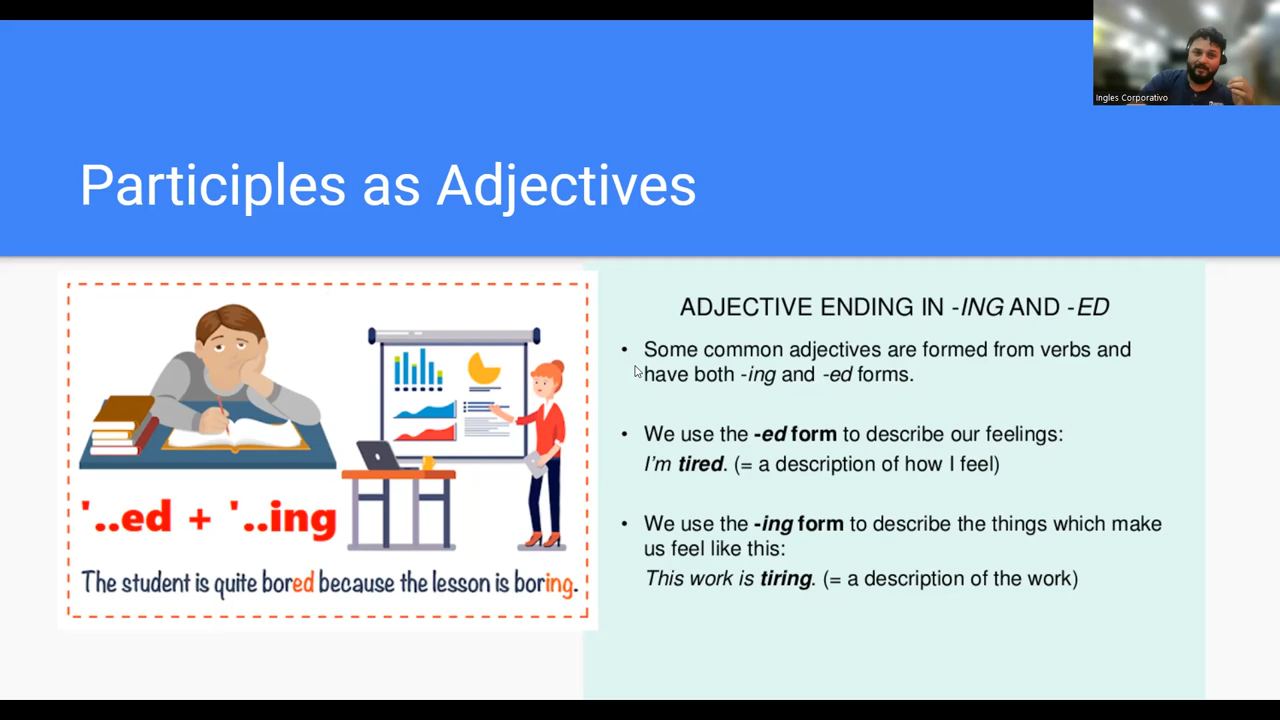 Ingles Corporativo
Participles as Adjectives
'..ed + '..ing
The student is quite bored because the lesson is boring.
ADJECTIVE ENDING IN -ING AND -ED
• Some common adjectives are formed from verbs and
have both -ing and -ed forms.
• We use the -ed form to describe our feelings:
I'm tired. (= a description of how I feel)
• We use the -ing form to describe the things which make
us feel like this:
This work is tiring. (= a description of the work)